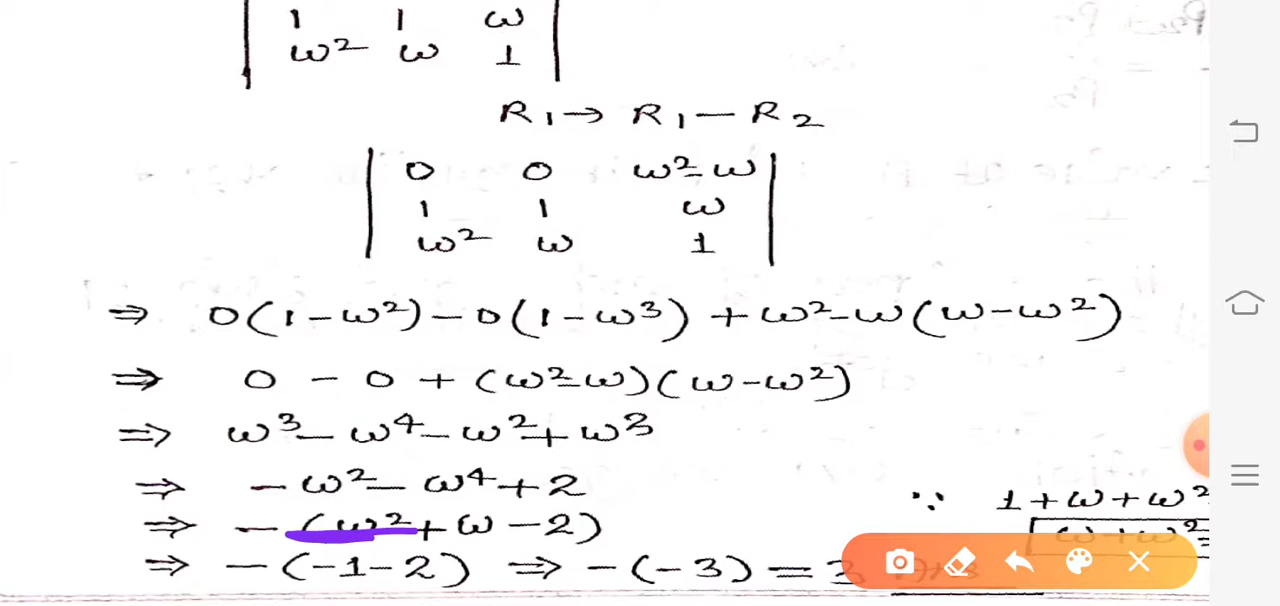 1 1 ω
ω² ω 1
R₁→ R₁ – R₂
0 0 ω²-ω
1 1 ω
ω² ω 1
⇒ 0(1-ω²)-0(1-ω³)+ω²-ω(ω-ω²)
⇒ 0 - 0 + (ω²-ω)(ω-ω²)
⇒ ω³-ω⁴-ω²+ω³
⇒ -ω²-ω⁴+2
∵ 1+ω+ω²
⇒ -(ω²+ω-2)
ω+ω²=
⇒ -(-1-2) ⇒ -(-3) = 3